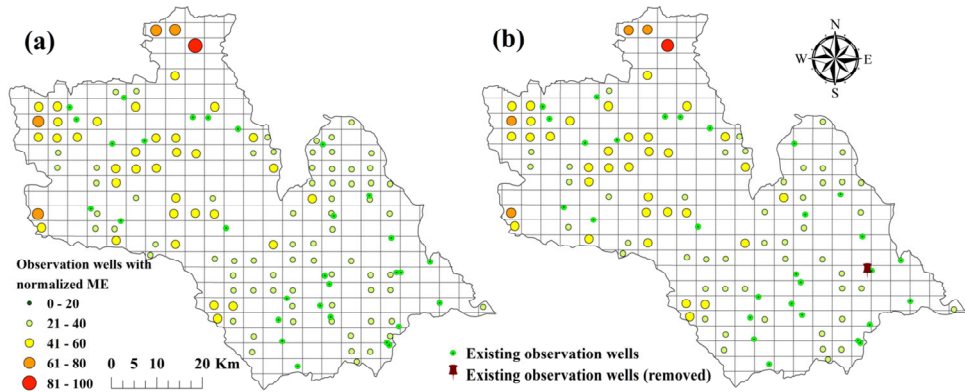 (a)
(b)
N
W E
S
Observation wells with
normalized ME
0 - 20
21 - 40
41 - 60
61 - 80
81 - 100
0 10 20 Km
Existing observation wells
Existing observation wells (removed)